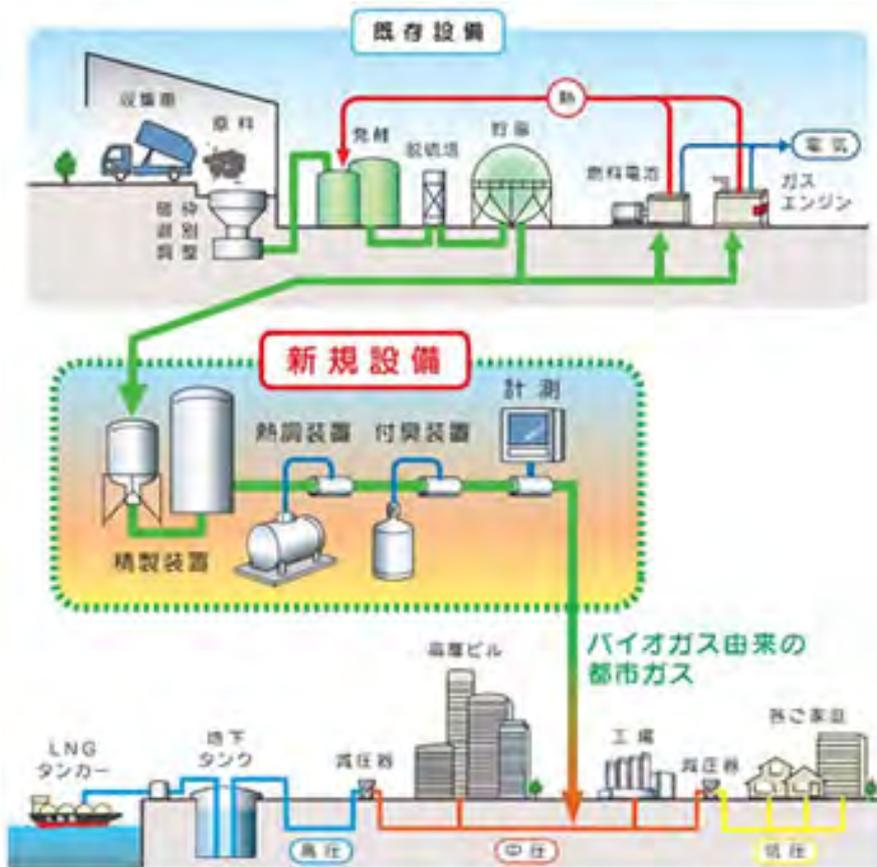 既存設備
収集車
原料
破砕
選別
調整
発酵
脱硫塔
貯留
熱
燃料電池
電気
ガス
エンジン
新規設備
計測
熱調装置
付臭装置
精製装置
バイオガス由来の
都市ガス
高層ビル
各ご家庭
LNG
タンカー
地下
タンク
減圧器
工場
減圧器
高圧
中圧
低圧